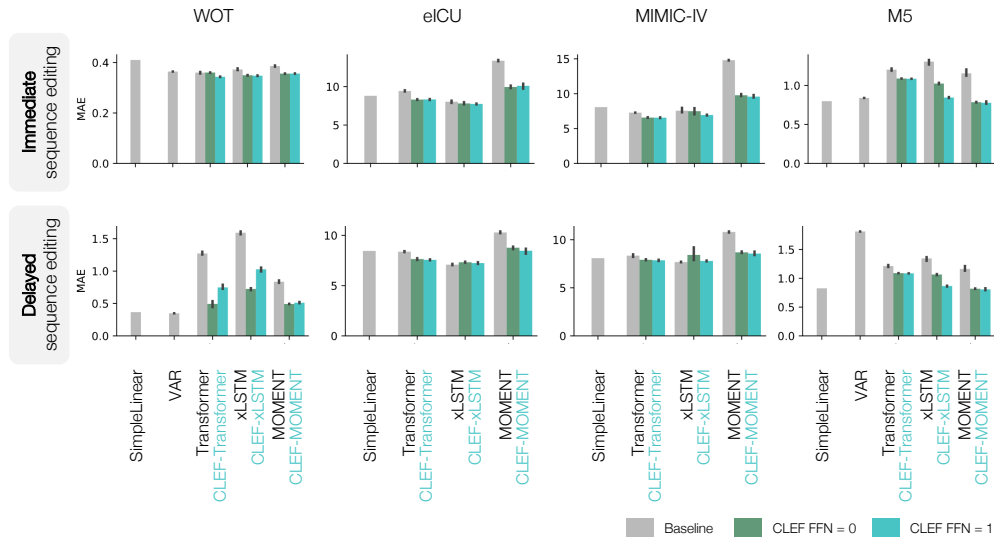 WOT
eICU
MIMIC-IV
M5
Immediate
sequence editing
MAE
0.4
0.2
0.0
10
5
0
15
10
5
0
1.0
0.5
0.0
Delayed
sequence editing
MAE
1.5
1.0
0.5
0.0
10
5
0
10
5
0
1.5
1.0
0.5
0.0
SimpleLinear
VAR
Transformer
CLEF-Transformer
xLSTM
CLEF-xLSTM
MOMENT
CLEF-MOMENT
SimpleLinear
Transformer
CLEF-Transformer
xLSTM
CLEF-xLSTM
MOMENT
CLEF-MOMENT
SimpleLinear
Transformer
CLEF-Transformer
xLSTM
CLEF-xLSTM
MOMENT
CLEF-MOMENT
SimpleLinear
VAR
Transformer
CLEF-Transformer
xLSTM
CLEF-xLSTM
MOMENT
CLEF-MOMENT
Baseline
CLEF FFN = 0
CLEF FFN = 1